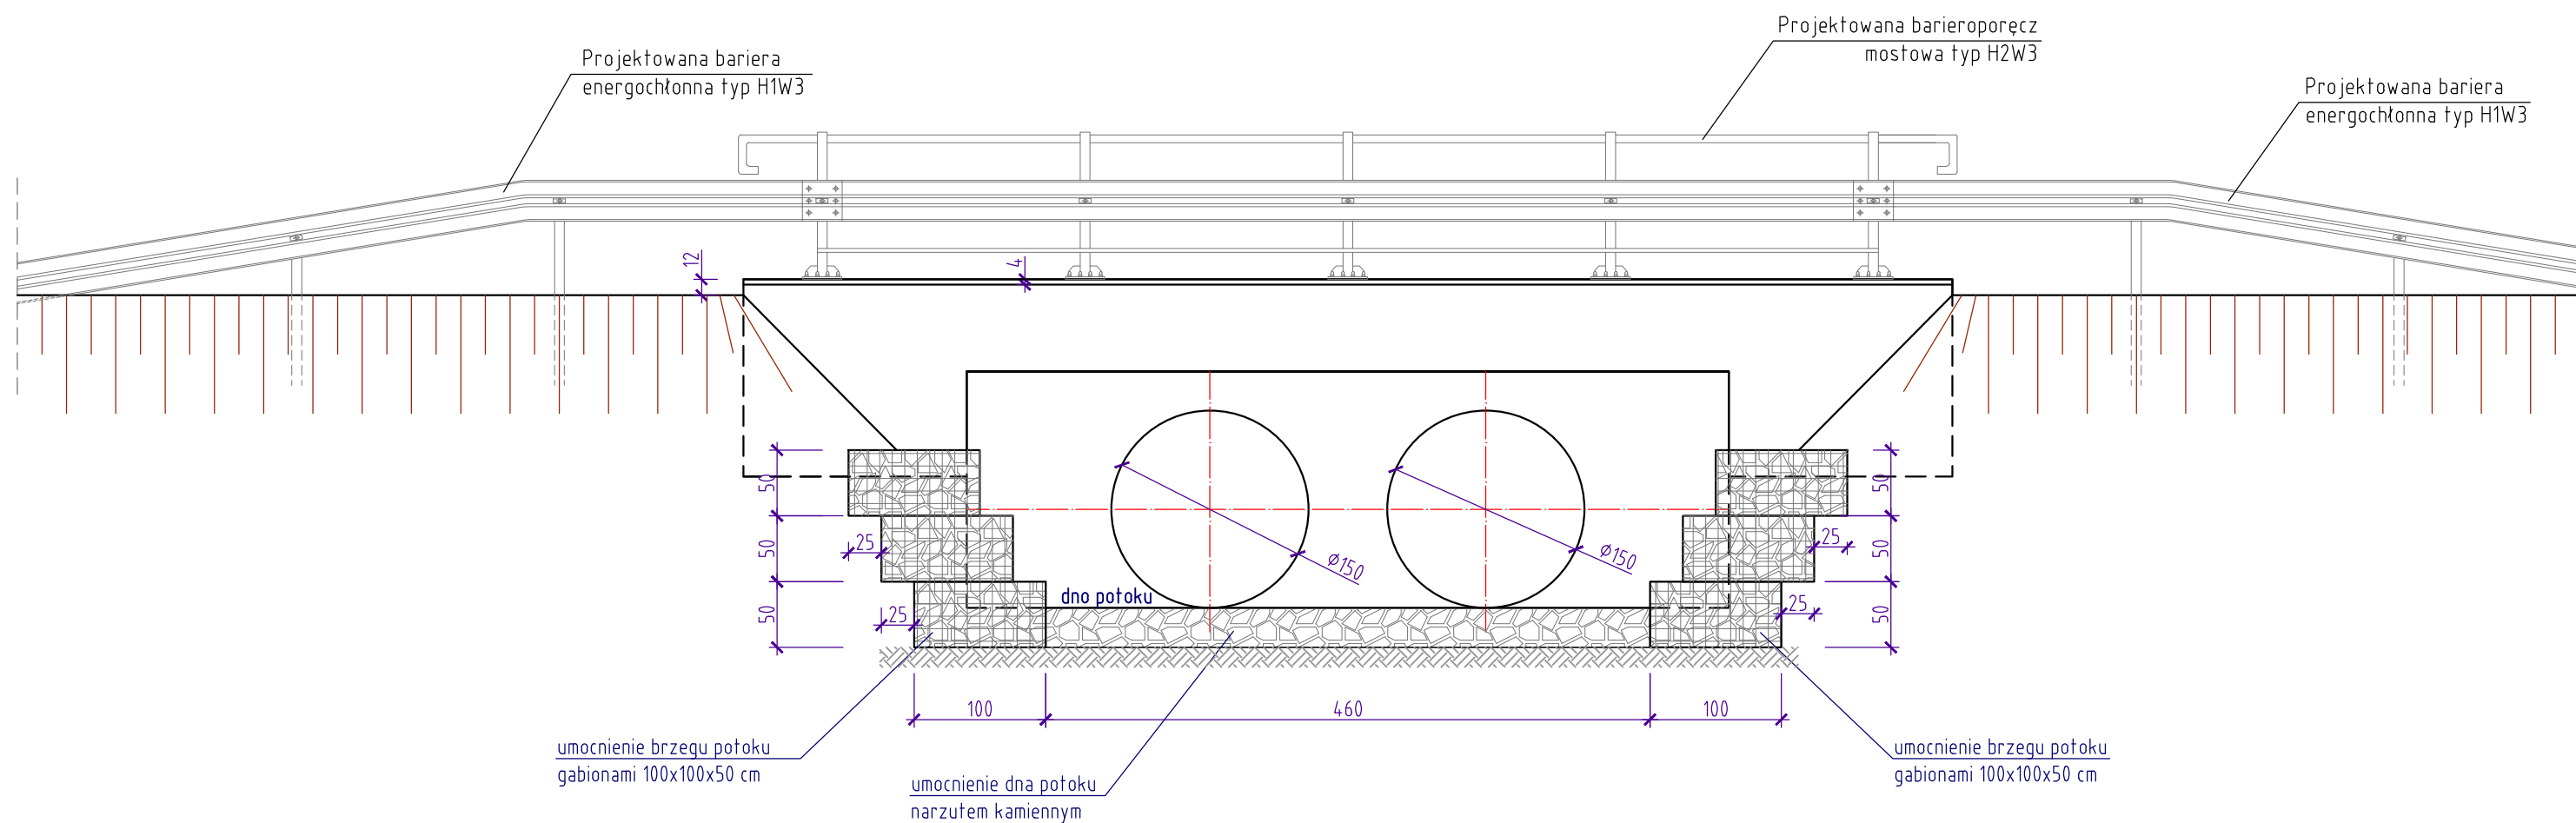 Projektowana barieroporęcz
mostowa typ H2W3
Projektowana bariera
energochłonna typ H1W3
Projektowana bariera
energochłonna typ H1W3
12
4
50
50
50
25
25
Ø150
Ø150
dno potoku
50
50
50
25
25
100
460
100
umocnienie brzegu potoku
gabionami 100x100x50 cm
umocnienie dna potoku
narzutem kamiennym
umocnienie brzegu potoku
gabionami 100x100x50 cm